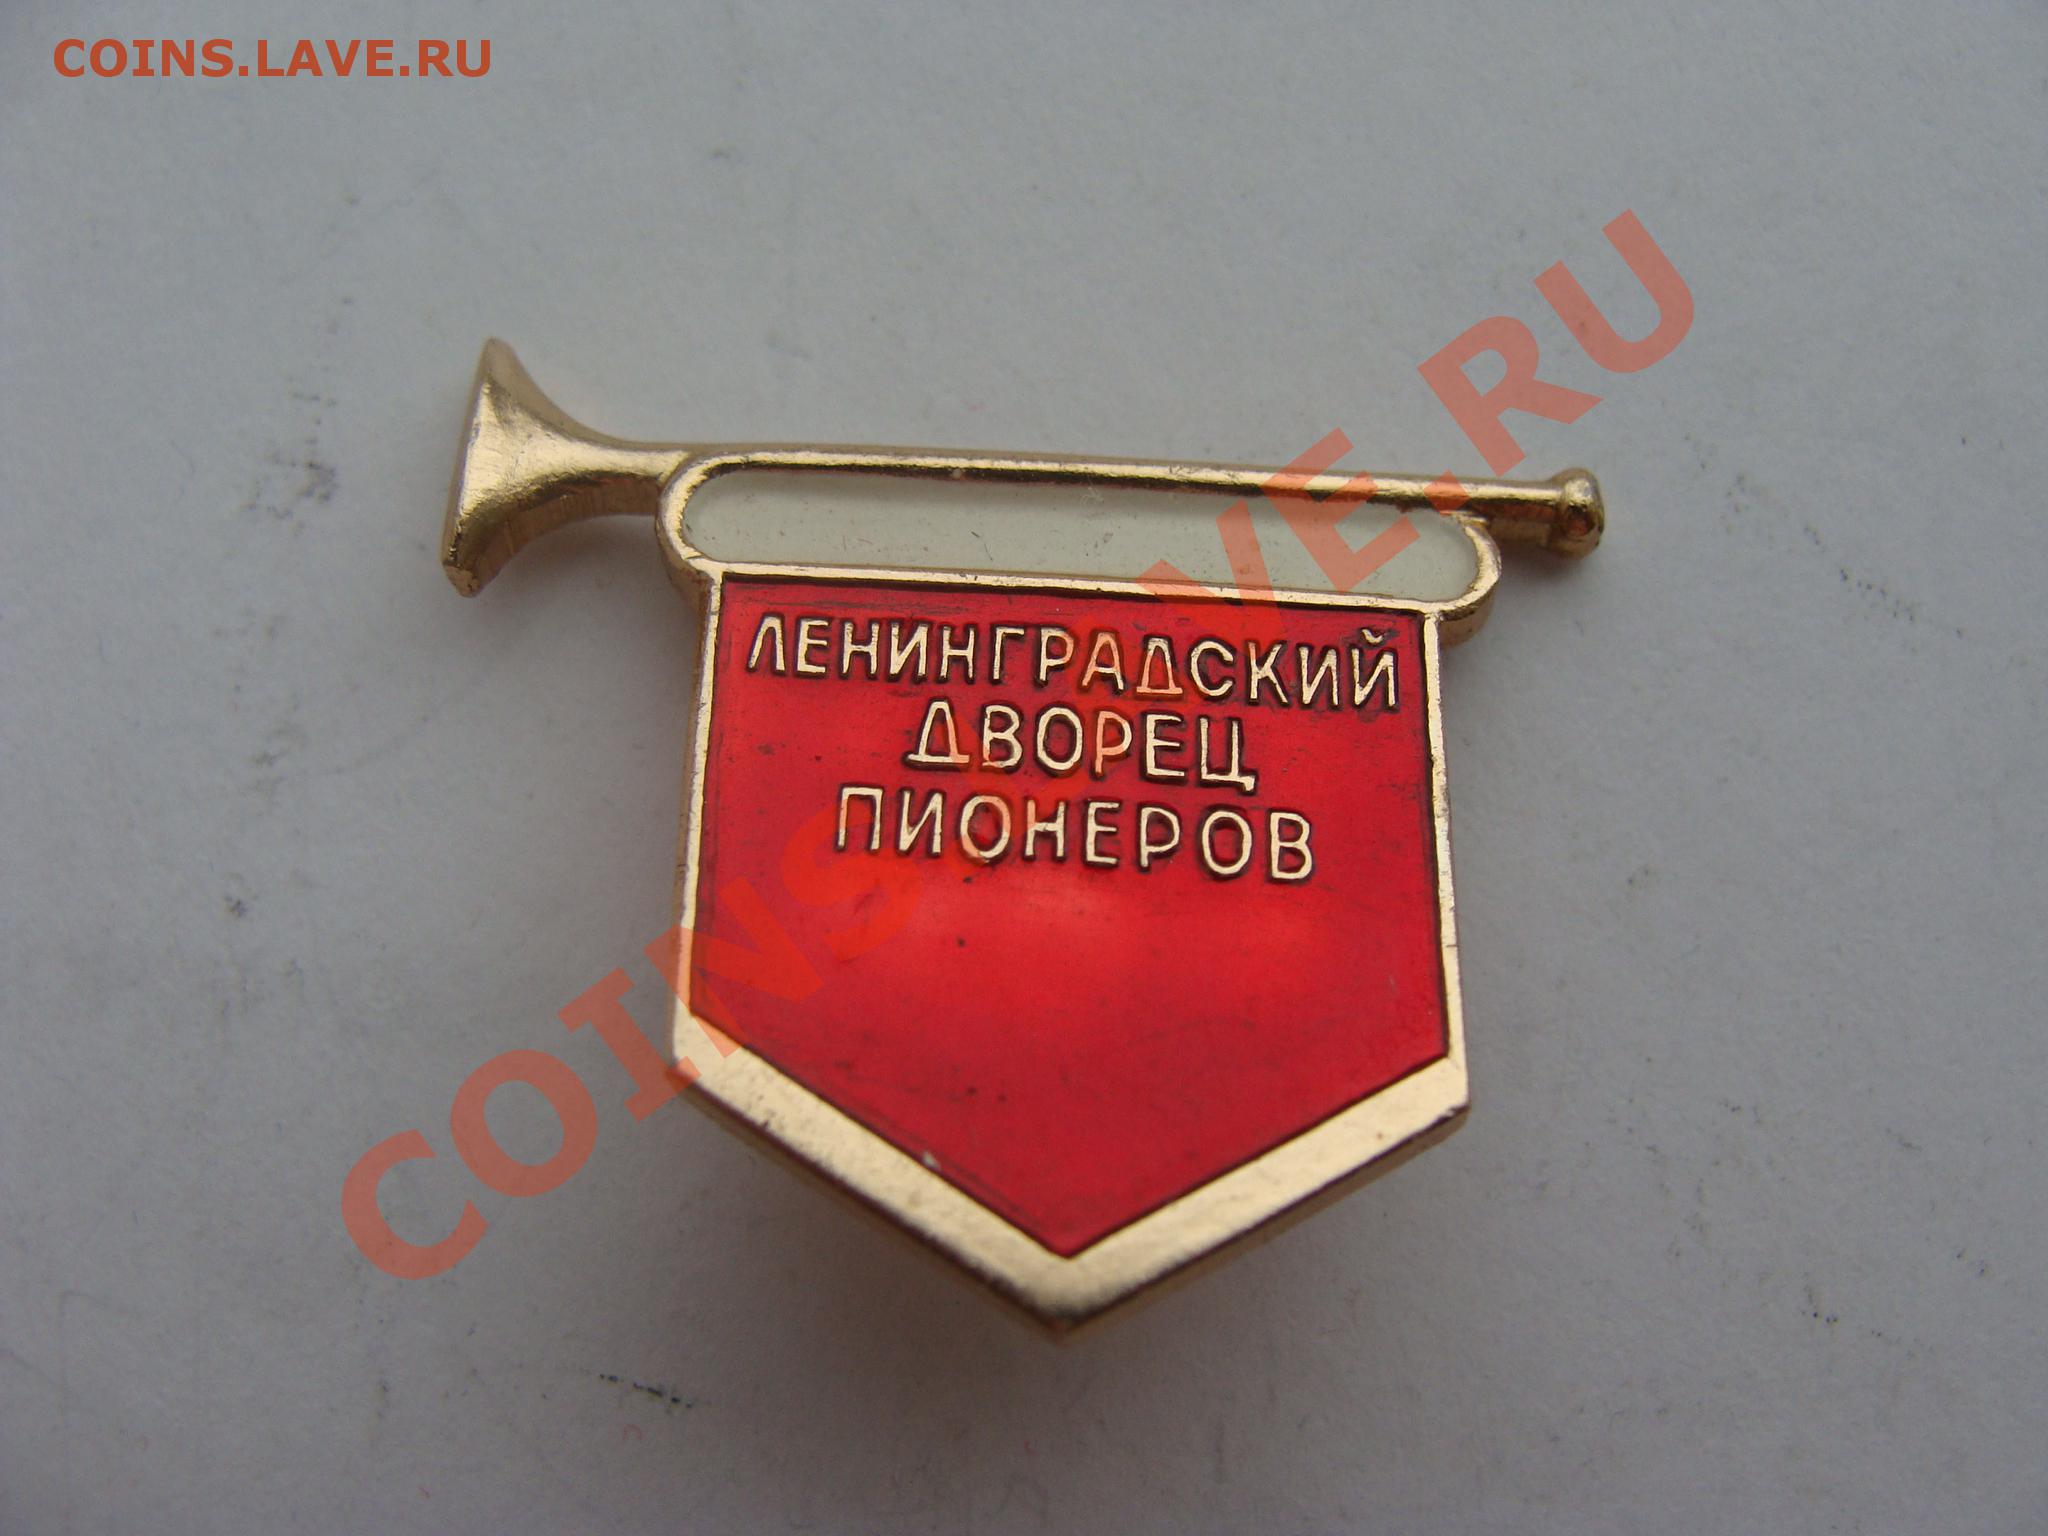 COINS.LAVE.RU
ЛЕНИНГРАДСКИЙ
ДВОРЕЦ
ПИОНЕРОВ
COINS.LAVE.RU